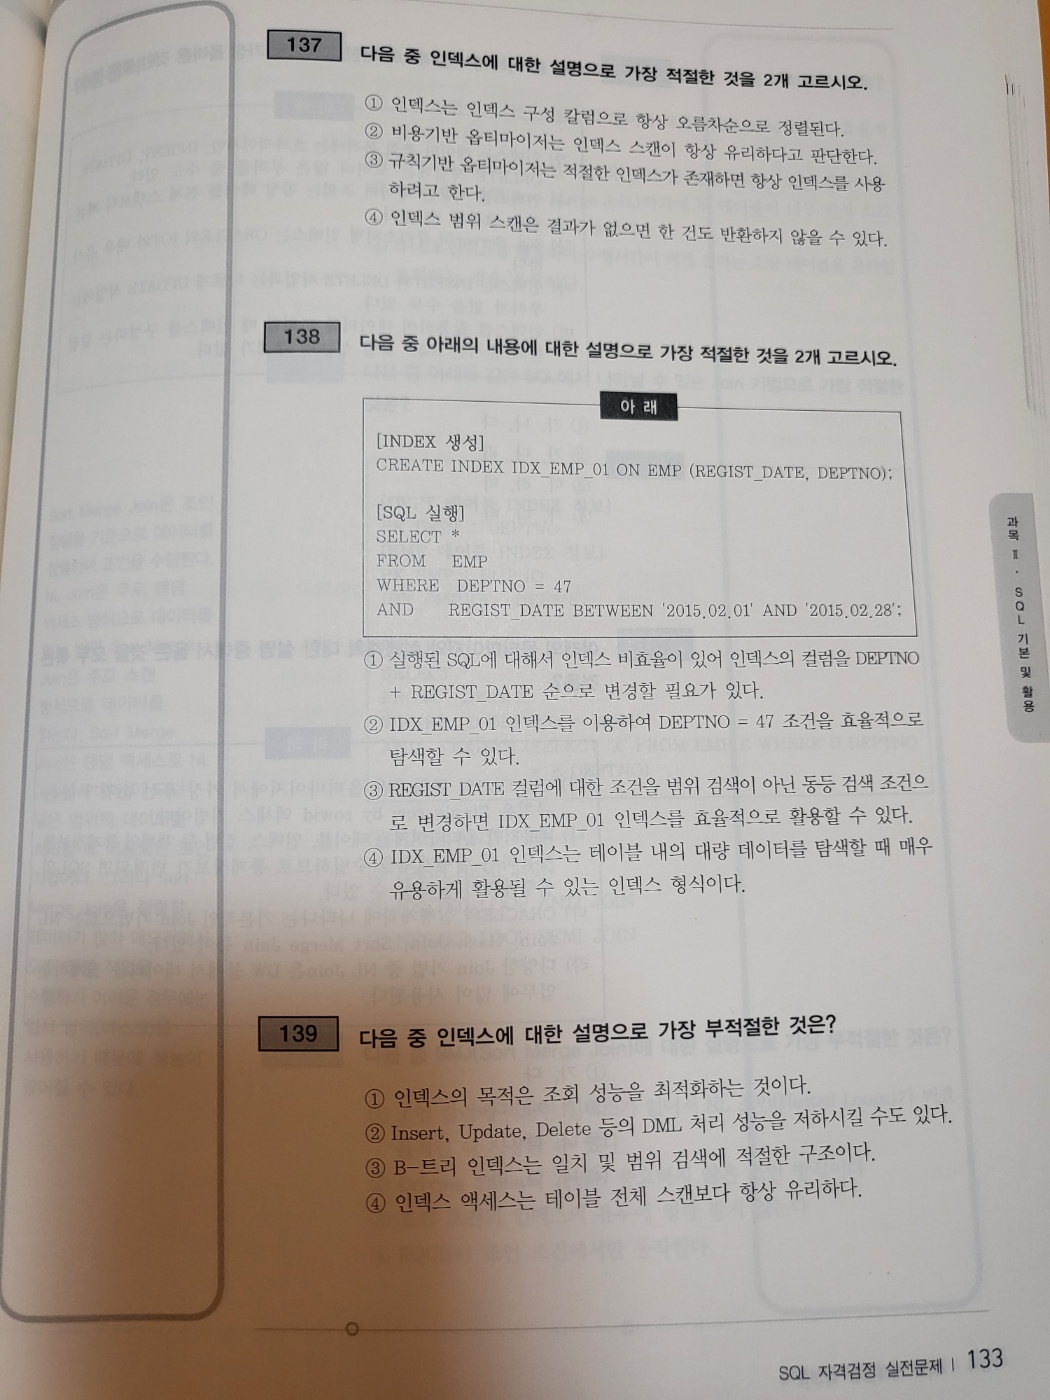 137 다음 중 인덱스에 대한 설명으로 가장 적절한 것을 2개 고르시오.
① 인덱스는 인덱스 구성 칼럼으로 항상 오름차순으로 정렬된다.
② 비용기반 옵티마이저는 인덱스 스캔이 항상 유리하다고 판단한다.
③ 규칙기반 옵티마이저는 적절한 인덱스가 존재하면 항상 인덱스를 사용
하려고 한다.
④ 인덱스 범위 스캔은 결과가 없으면 한 건도 반환하지 않을 수 있다.
138 다음 중 아래의 내용에 대한 설명으로 가장 적절한 것을 2개 고르시오.
아 래
[INDEX 생성]
CREATE INDEX IDX_EMP_01 ON EMP (REGIST_DATE, DEPTNO);
[SQL 실행]
SELECT *
FROM EMP
WHERE DEPTNO = 47
AND REGIST_DATE BETWEEN '2015.02.01' AND '2015.02.28';
① 실행된 SQL에 대해서 인덱스 비효율이 있어 인덱스의 컬럼을 DEPTNO
+ REGIST_DATE 순으로 변경할 필요가 있다.
② IDX_EMP_01 인덱스를 이용하여 DEPTNO = 47 조건을 효율적으로
탐색할 수 있다.
③ REGIST_DATE 컬럼에 대한 조건을 범위 검색이 아닌 동등 검색 조건으
로 변경하면 IDX_EMP_01 인덱스를 효율적으로 활용할 수 있다.
④ IDX_EMP_01 인덱스는 테이블 내의 대량 데이터를 탐색할 때 매우
유용하게 활용될 수 있는 인덱스 형식이다.
139 다음 중 인덱스에 대한 설명으로 가장 부적절한 것은?
① 인덱스의 목적은 조회 성능을 최적화하는 것이다.
② Insert, Update, Delete 등의 DML 처리 성능을 저하시킬 수도 있다.
③ B-트리 인덱스는 일치 및 범위 검색에 적절한 구조이다.
④ 인덱스 액세스는 테이블 전체 스캔보다 항상 유리하다.
과목 Ⅱ · SQL 기본 및 활용
SQL 자격검정 실전문제 | 133